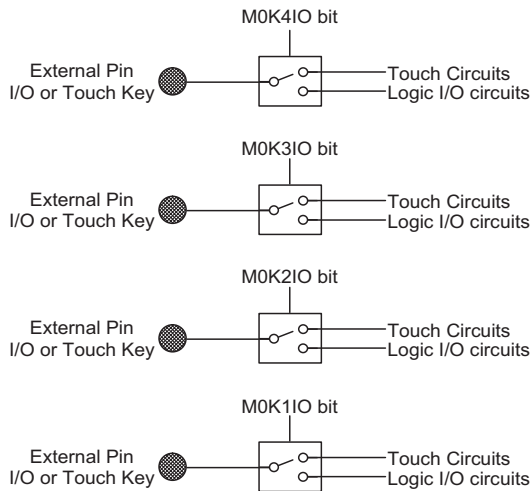 M0K4IO bit
External Pin
I/O or Touch Key
Touch Circuits
Logic I/O circuits
M0K3IO bit
External Pin
I/O or Touch Key
Touch Circuits
Logic I/O circuits
M0K2IO bit
External Pin
I/O or Touch Key
Touch Circuits
Logic I/O circuits
M0K1IO bit
External Pin
I/O or Touch Key
Touch Circuits
Logic I/O circuits